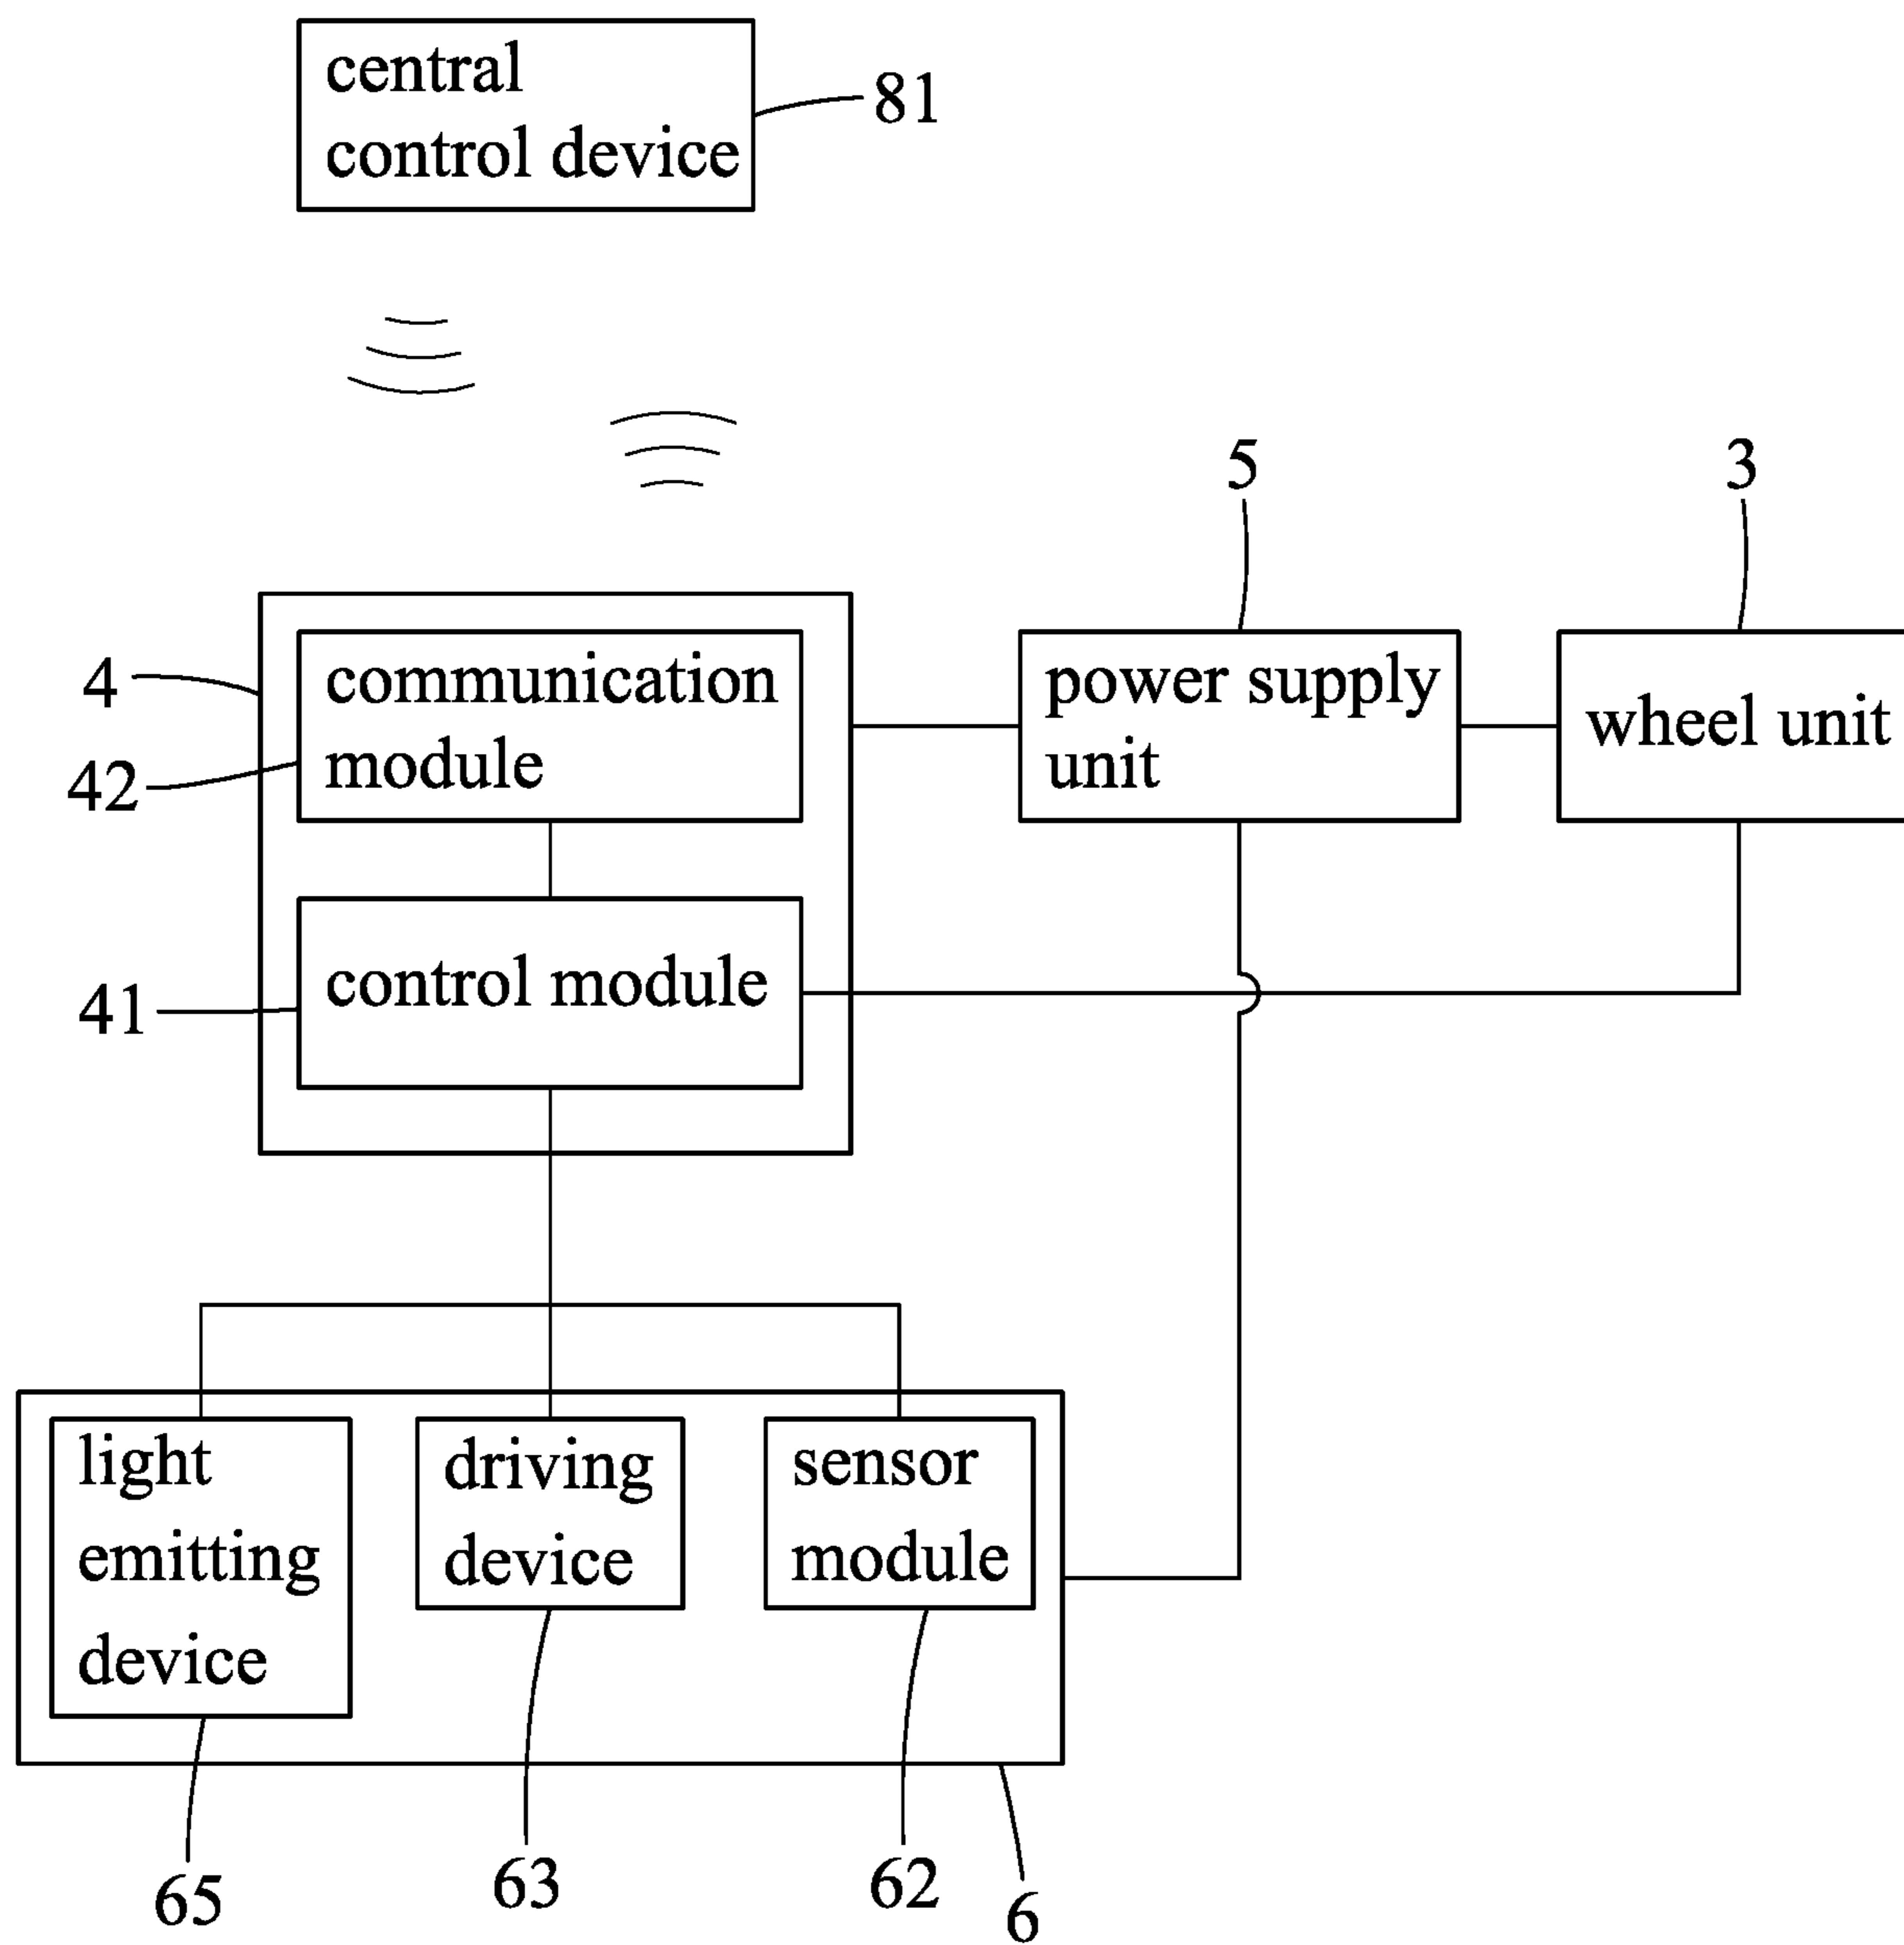 central
control device
81
5
3
4
communication
module
42
power supply
unit
wheel unit
control module
41
light
emitting
device
driving
device
sensor
module
65
63
62
6